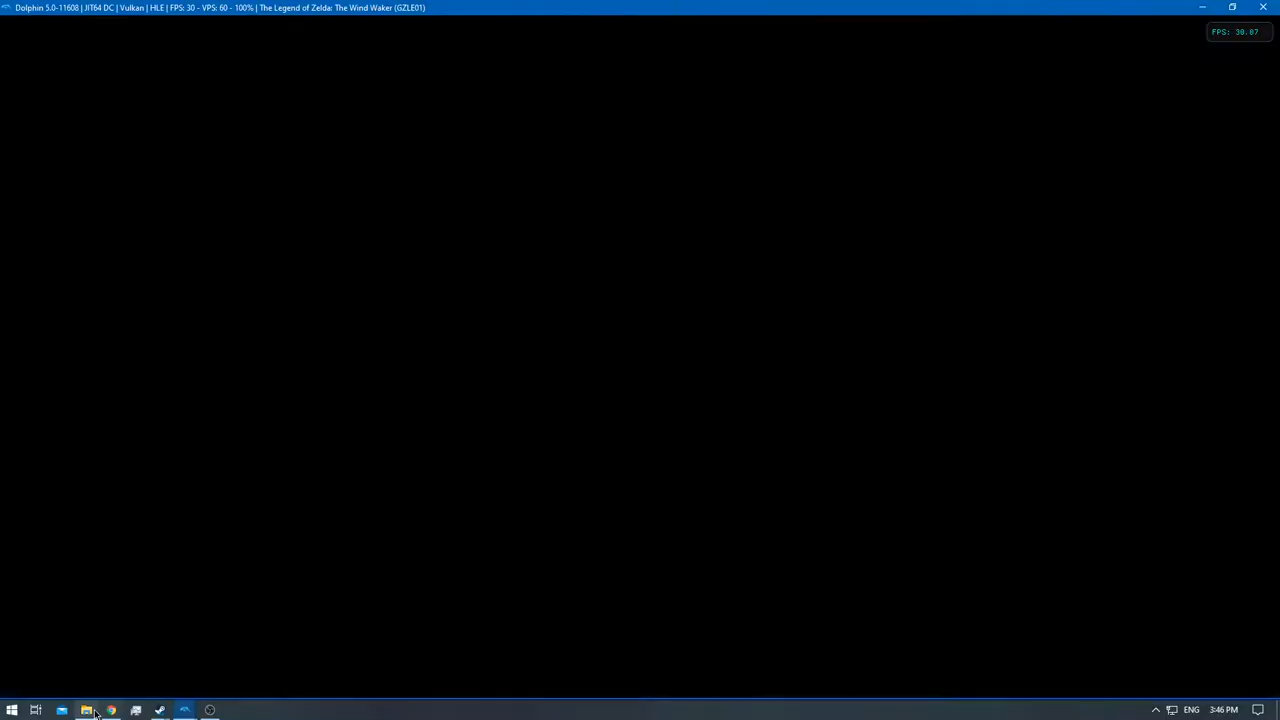 Dolphin 5.0-11608 | JIT64 DC | Vulkan | HLE | FPS: 30 - VPS: 60 - 100% | The Legend of Zelda: The Wind Waker (GZLE01)
FPS: 30.07
ENG
3:46 PM